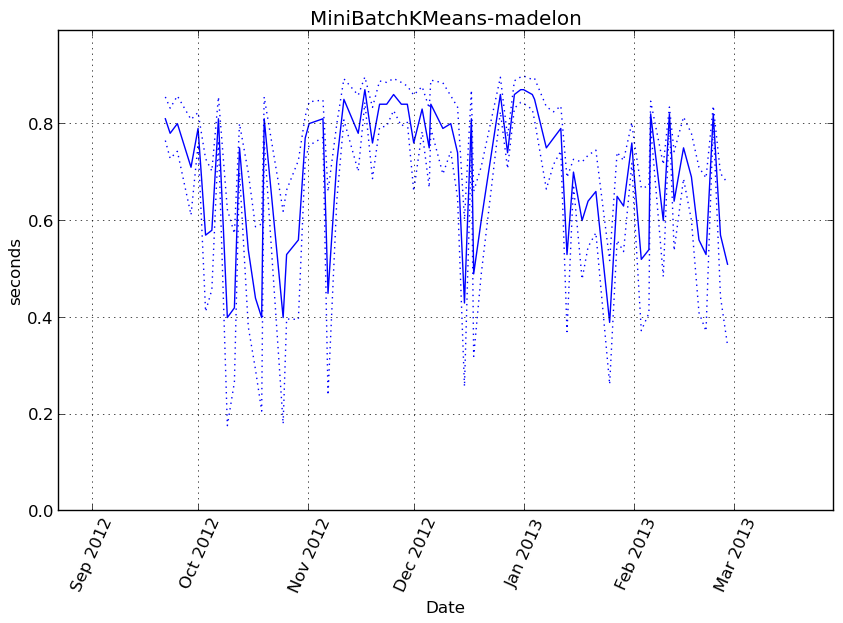 MiniBatchKMeans-madelon
seconds
0.8
0.6
0.4
0.2
0.0
Sep 2012
Oct 2012
Nov 2012
Dec 2012
Jan 2013
Feb 2013
Mar 2013
Date